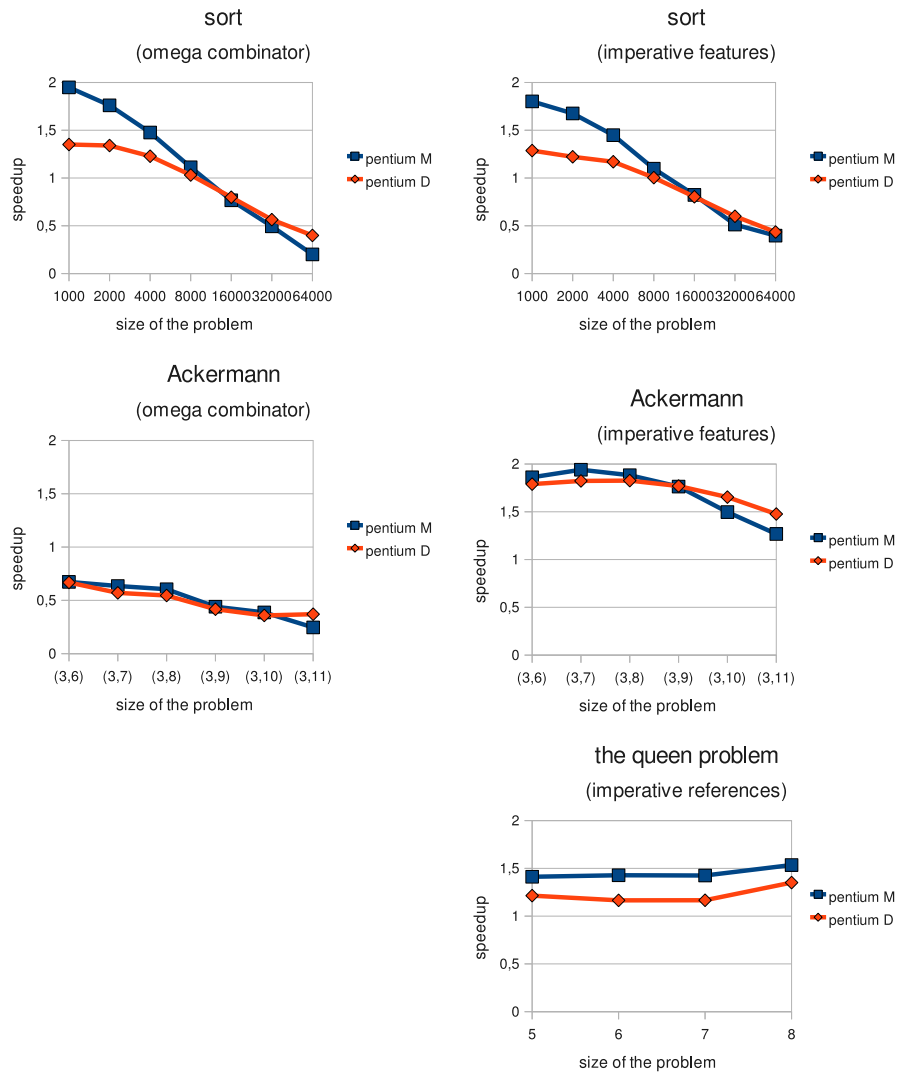 sort
(omega combinator)
2
1,5
1
0,5
0
speedup
1000 2000 4000 8000 16000 32000 64000
size of the problem
pentium M
pentium D
sort
(imperative features)
2
1,5
1
0,5
0
speedup
1000 2000 4000 8000 16000 32000 64000
size of the problem
pentium M
pentium D
Ackermann
(omega combinator)
2
1,5
1
0,5
0
speedup
(3,6) (3,7) (3,8) (3,9) (3,10) (3,11)
size of the problem
pentium M
pentium D
Ackermann
(imperative features)
2
1,5
1
0,5
0
speedup
(3,6) (3,7) (3,8) (3,9) (3,10) (3,11)
size of the problem
pentium M
pentium D
the queen problem
(imperative references)
2
1,5
1
0,5
0
speedup
5 6 7 8
size of the problem
pentium M
pentium D